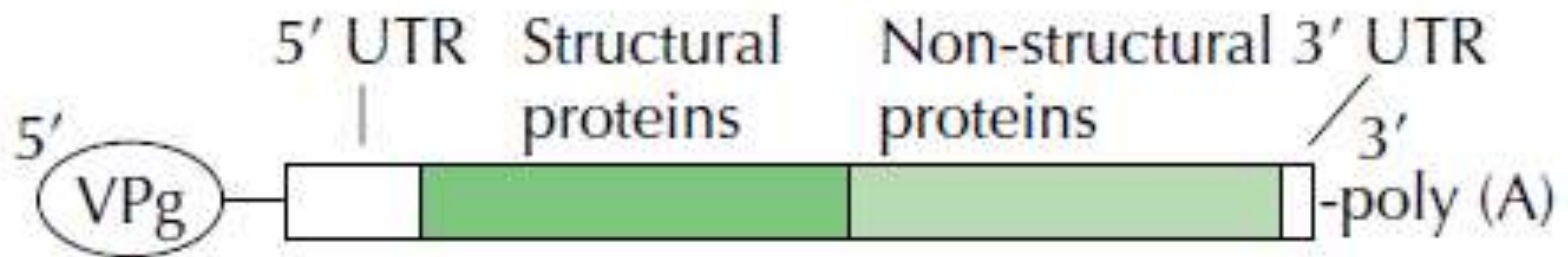 5′ UTR Structural Non-structural 3′ UTR
proteins proteins
5′ 3′
VPg -poly (A)